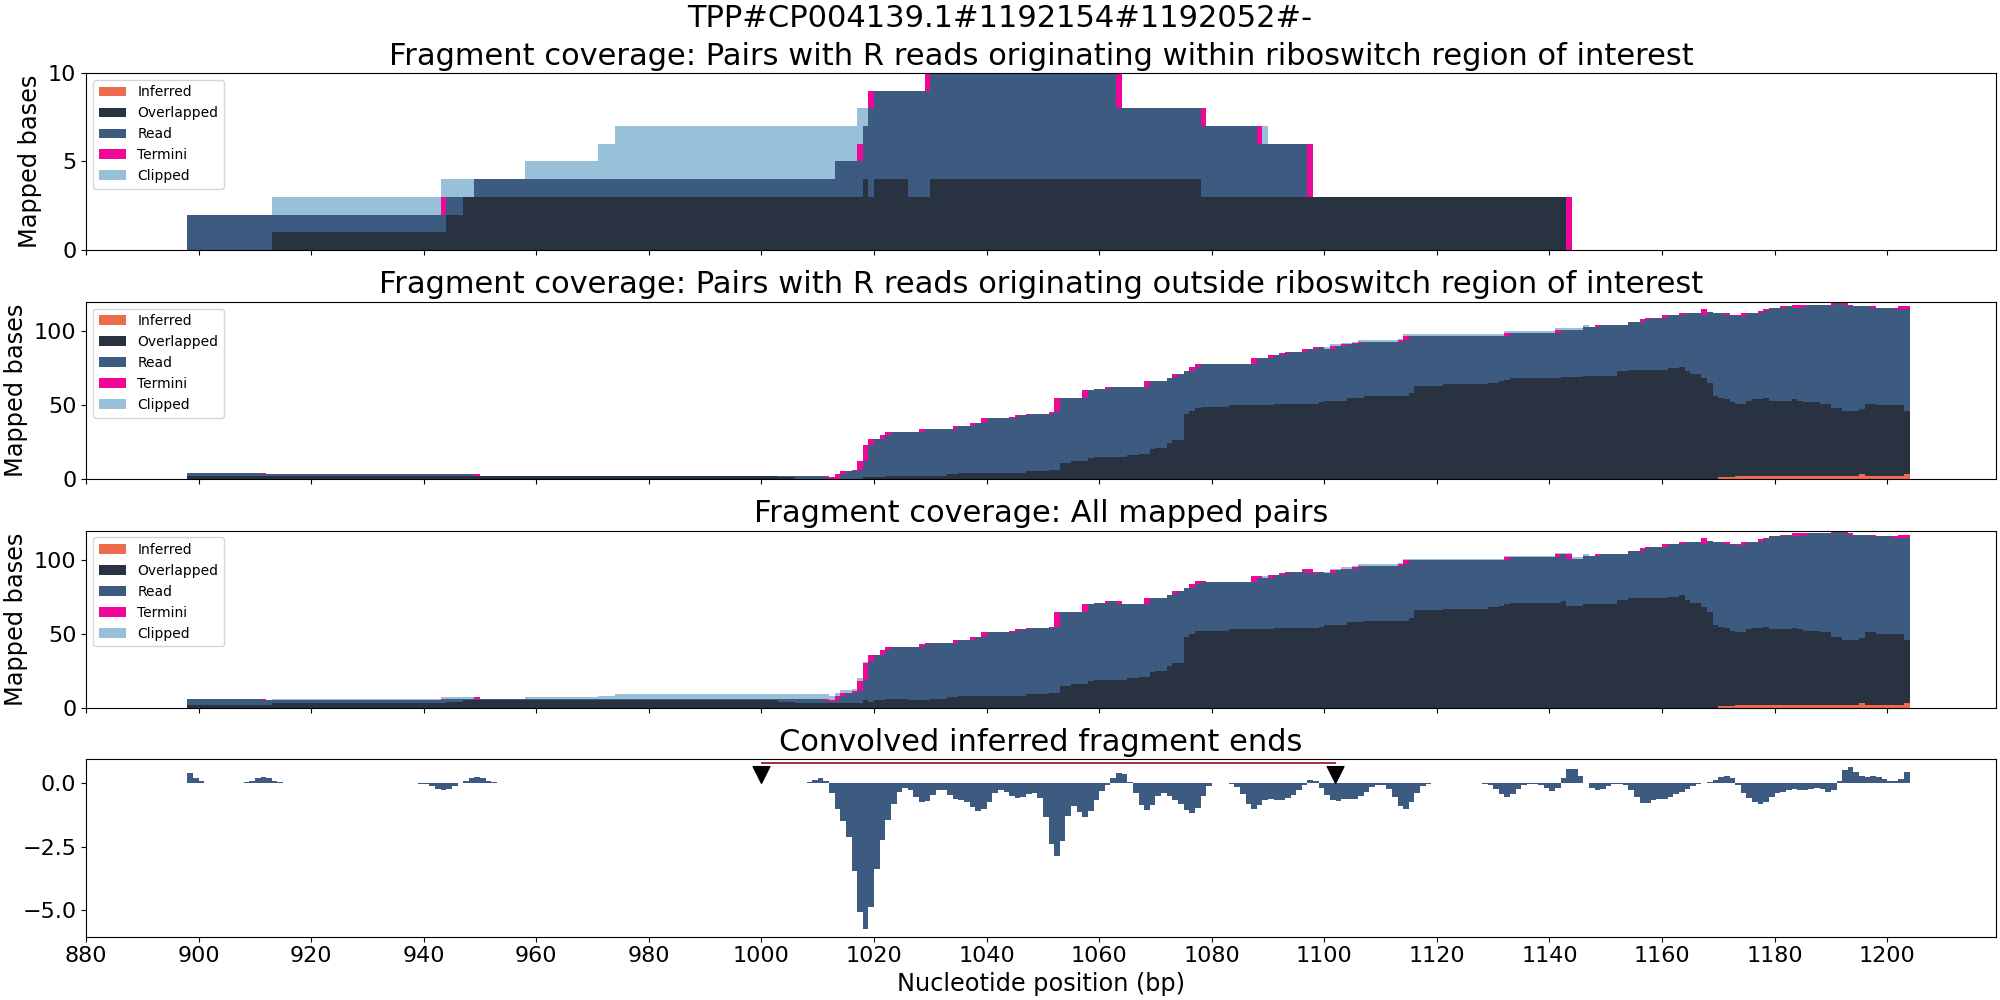 TPP#CP004139.1#1192154#1192052#-
Fragment coverage: Pairs with R reads originating within riboswitch region of interest
Mapped bases
10
5
0
Inferred
Overlapped
Read
Termini
Clipped
Fragment coverage: Pairs with R reads originating outside riboswitch region of interest
Mapped bases
100
50
0
Inferred
Overlapped
Read
Termini
Clipped
Fragment coverage: All mapped pairs
Mapped bases
100
50
0
Inferred
Overlapped
Read
Termini
Clipped
Convolved inferred fragment ends
0.0
−2.5
−5.0
880 900 920 940 960 980 1000 1020 1040 1060 1080 1100 1120 1140 1160 1180 1200
Nucleotide position (bp)